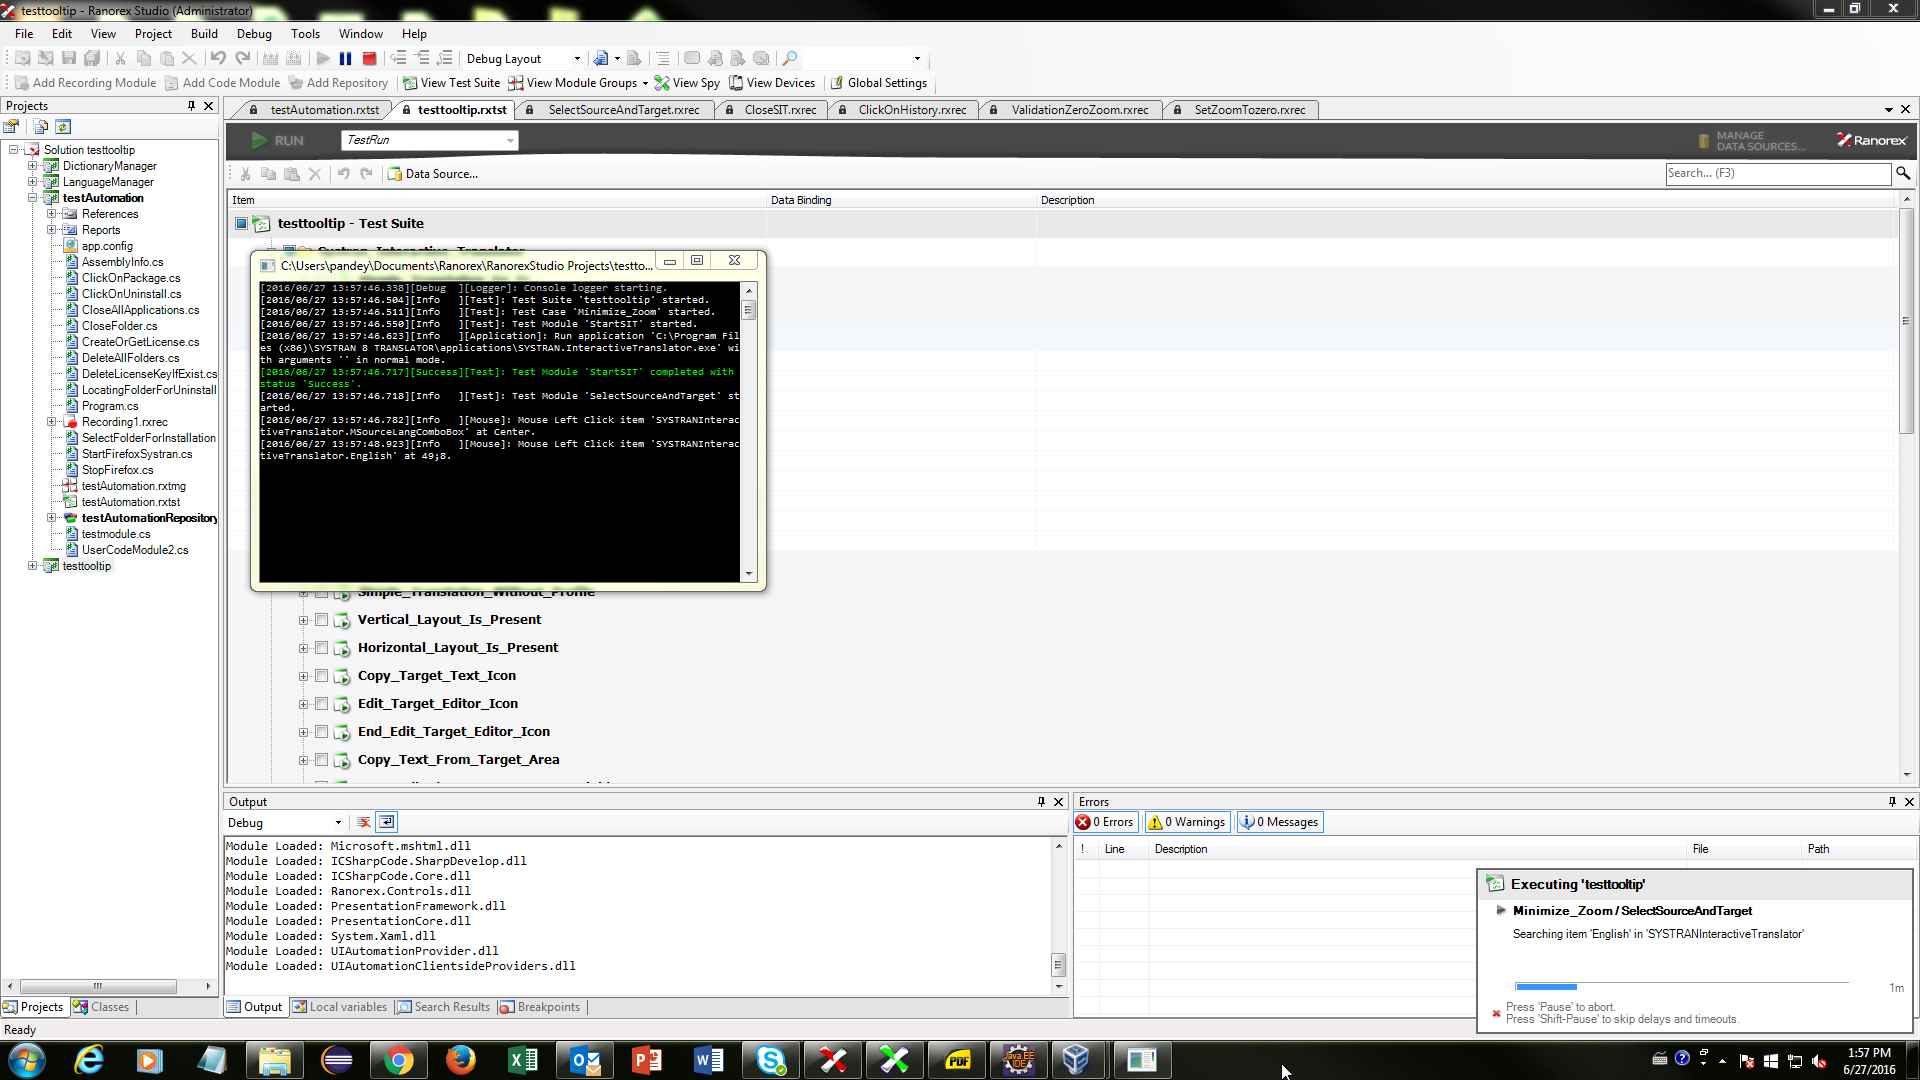 testtooltip - Ranorex Studio (Administrator)
File Edit View Project Build Debug Tools Window Help
Debug Layout
Add Recording Module Add Code Module Add Repository View Test Suite View Module Groups View Spy View Devices Global Settings
Projects
testAutomation.rxtst testtooltip.rxtst SelectSourceAndTarget.rxrec CloseSIT.rxrec ClickOnHistory.rxrec ValidationZeroZoom.rxrec SetZoomTozero.rxrec
RUN TestRun MANAGE DATA SOURCES... Ranorex
Data Source... Search... (F3)
Item Data Binding Description
Solution testtooltip
DictionaryManager
LanguageManager
testAutomation
References
Reports
app.config
AssemblyInfo.cs
ClickOnPackage.cs
ClickOnUninstall.cs
CloseAllApplications.cs
CloseFolder.cs
CreateOrGetLicense.cs
DeleteAllFolders.cs
DeleteLicenseKeyIfExist.cs
LocatingFolderForUninstall
Program.cs
Recording1.rxrec
SelectFolderForInstallation
StartFirefoxSystran.cs
StopFirefox.cs
testAutomation.rxtmg
testAutomation.rxtst
testAutomationRepository
testmodule.cs
UserCodeModule2.cs
testtooltip
testtooltip - Test Suite
Systran_Interactive_Translator
C:\Users\pandey\Documents\Ranorex\RanorexStudio Projects\testto...
[2016/06/27 13:57:46.338][Debug  ][Logger]: Console logger starting.
[2016/06/27 13:57:46.504][Info   ][Test]: Test Suite 'testtooltip' started.
[2016/06/27 13:57:46.511][Info   ][Test]: Test Case 'Minimize_Zoom' started.
[2016/06/27 13:57:46.550][Info   ][Test]: Test Module 'StartSIT' started.
[2016/06/27 13:57:46.623][Info   ][Application]: Run application 'C:\Program Fil
es (x86)\SYSTRAN 8 TRANSLATOR\applications\SYSTRAN.InteractiveTranslator.exe' wi
th arguments '' in normal mode.
[2016/06/27 13:57:46.717][Success][Test]: Test Module 'StartSIT' completed with
status 'Success'.
[2016/06/27 13:57:46.718][Info   ][Test]: Test Module 'SelectSourceAndTarget' st
arted.
[2016/06/27 13:57:46.782][Info   ][Mouse]: Mouse Left Click item 'SYSTRANInterac
tiveTranslator.MSourceLangComboBox' at Center.
[2016/06/27 13:57:48.923][Info   ][Mouse]: Mouse Left Click item 'SYSTRANInterac
tiveTranslator.English' at 49;8.
Simple_Translation_Without_Profile
Vertical_Layout_Is_Present
Horizontal_Layout_Is_Present
Copy_Target_Text_Icon
Edit_Target_Editor_Icon
End_Edit_Target_Editor_Icon
Copy_Text_From_Target_Area
Output
Debug
Module Loaded: Microsoft.mshtml.dll
Module Loaded: ICSharpCode.SharpDevelop.dll
Module Loaded: ICSharpCode.Core.dll
Module Loaded: Ranorex.Controls.dll
Module Loaded: PresentationFramework.dll
Module Loaded: PresentationCore.dll
Module Loaded: System.Xaml.dll
Module Loaded: UIAutomationProvider.dll
Module Loaded: UIAutomationClientsideProviders.dll
Errors
0 Errors 0 Warnings 0 Messages
! Line Description File Path
Executing 'testtooltip'
Minimize_Zoom / SelectSourceAndTarget
Searching item 'English' in 'SYSTRANInteractiveTranslator'
1m
Press 'Pause' to abort.
Press 'Shift-Pause' to skip delays and timeouts.
Projects Classes
Output Local variables Search Results Breakpoints
Ready
PDF
Java EE
IDE
1:57 PM
6/27/2016